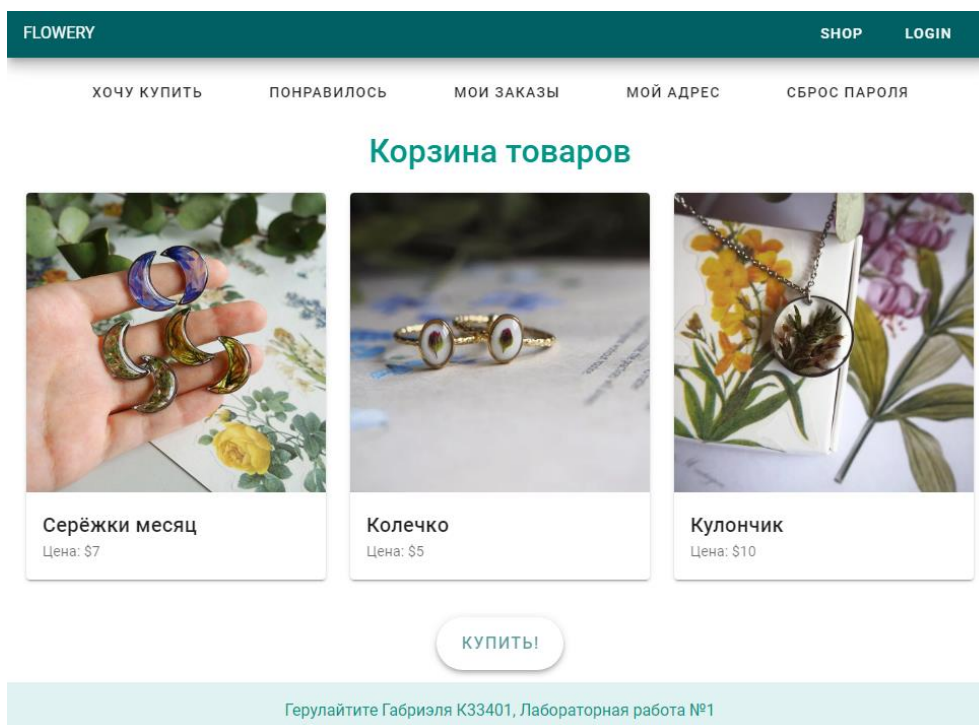 FLOWERY SHOP LOGIN
ХОЧУ КУПИТЬ ПОНРАВИЛОСЬ МОИ ЗАКАЗЫ МОЙ АДРЕС СБРОС ПАРОЛЯ
Корзина товаров
Серёжки месяц Колечко Кулончик
Цена: $7 Цена: $5 Цена: $10
КУПИТЬ!
Герулайтите Габриэля К33401, Лабораторная работа №1